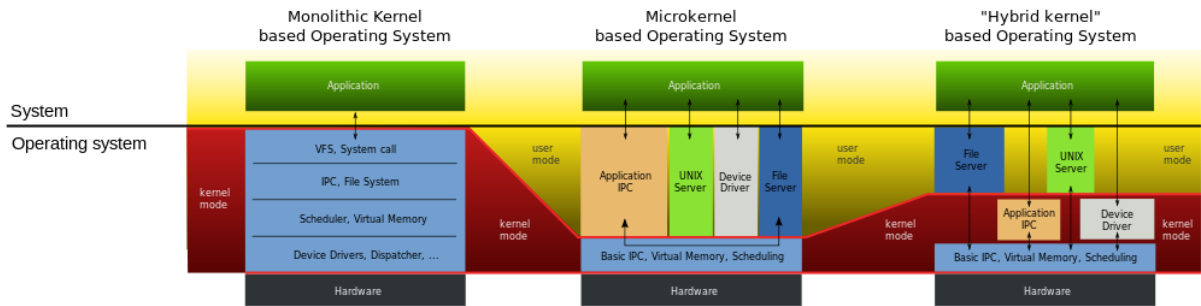 Monolithic Kernel
based Operating System
Microkernel
based Operating System
"Hybrid kernel"
based Operating System
Application
Application
Application
System
Operating system
kernel
mode
VFS, System call
IPC, File System
Scheduler, Virtual Memory
Device Drivers, Dispatcher, ...
Hardware
user
mode
kernel
mode
Application
IPC
UNIX
Server
Device
Driver
File
Server
Basic IPC, Virtual Memory, Scheduling
Hardware
user
mode
kernel
mode
File
Server
UNIX
Server
Application
IPC
Device
Driver
Basic IPC, Virtual Memory, Scheduling
Hardware
user
mode
kernel
mode